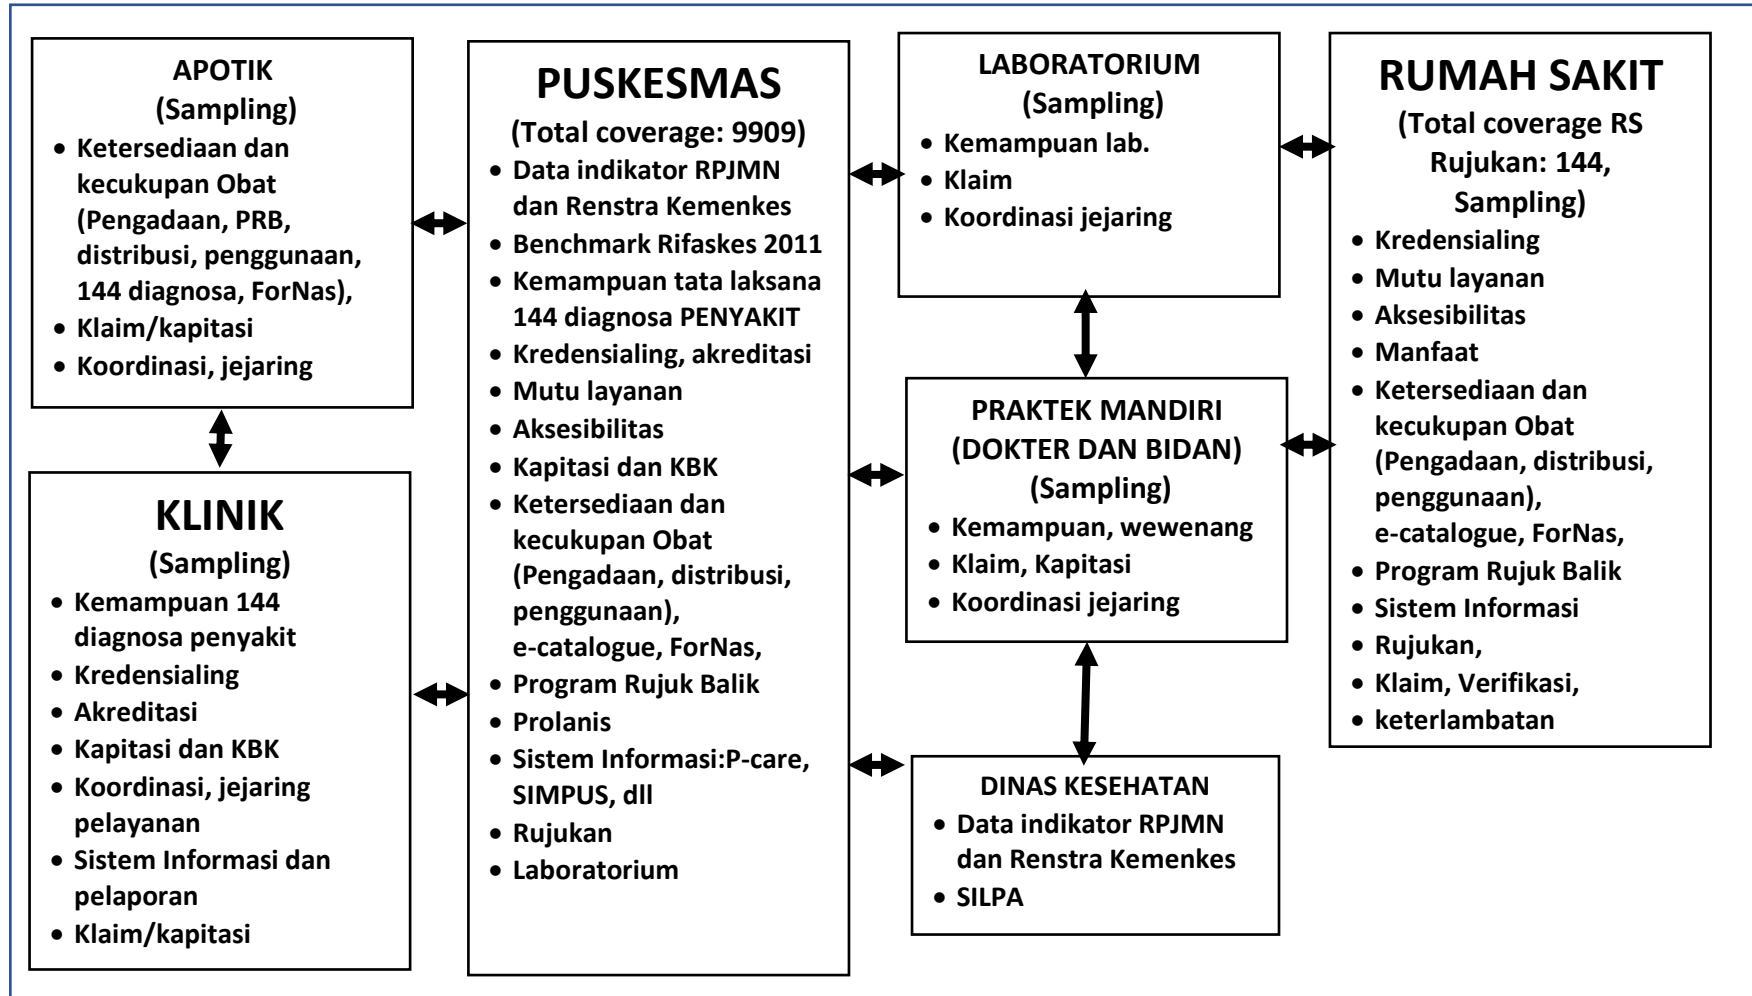 APOTIK
(Sampling)
• Ketersediaan dan
kecukupan Obat
(Pengadaan, PRB,
distribusi, penggunaan,
144 diagnosa, ForNas),
• Klaim/kapitasi
• Koordinasi, jejaring
KLINIK
(Sampling)
• Kemampuan 144
diagnosa penyakit
• Kredensialing
• Akreditasi
• Kapitasi dan KBK
• Koordinasi, jejaring
pelayanan
• Sistem Informasi dan
pelaporan
• Klaim/kapitasi
PUSKESMAS
(Total coverage: 9909)
• Data indikator RPJMN
dan Renstra Kemenkes
• Benchmark Rifaskes 2011
• Kemampuan tata laksana
144 diagnosa PENYAKIT
• Kredensialing, akreditasi
• Mutu layanan
• Aksesibilitas
• Kapitasi dan KBK
• Ketersediaan dan
kecukupan Obat
(Pengadaan, distribusi,
penggunaan),
e-catalogue, ForNas,
• Program Rujuk Balik
• Prolanis
• Sistem Informasi:P-care,
SIMPUS, dll
• Rujukan
• Laboratorium
LABORATORIUM
(Sampling)
• Kemampuan lab.
• Klaim
• Koordinasi jejaring
PRAKTEK MANDIRI
(DOKTER DAN BIDAN)
(Sampling)
• Kemampuan, wewenang
• Klaim, Kapitasi
• Koordinasi jejaring
DINAS KESEHATAN
• Data indikator RPJMN
dan Renstra Kemenkes
• SILPA
RUMAH SAKIT
(Total coverage RS
Rujukan: 144,
Sampling)
• Kredensialing
• Mutu layanan
• Aksesibilitas
• Manfaat
• Ketersediaan dan
kecukupan Obat
(Pengadaan, distribusi,
penggunaan),
e-catalogue, ForNas,
• Program Rujuk Balik
• Sistem Informasi
• Rujukan,
• Klaim, Verifikasi,
• keterlambatan